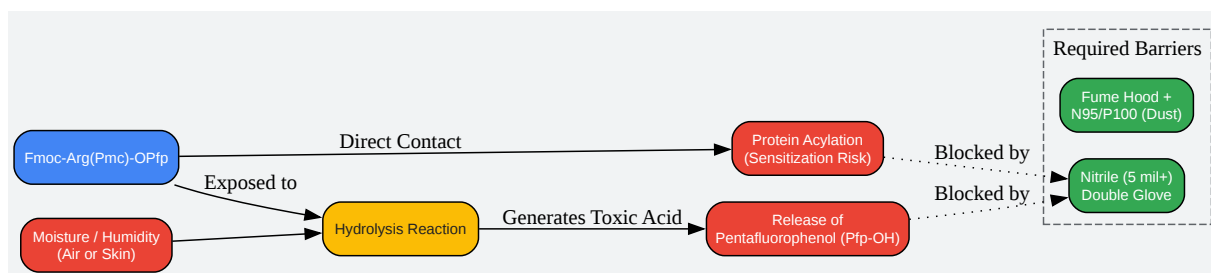 Required Barriers
Fume Hood +
N95/P100 (Dust)
Direct Contact
Protein Acylation
(Sensitization Risk)
Blocked by
Fmoc-Arg(Pmc)-OPfp
Exposed to
Nitrile (5 mil+)
Double Glove
Blocked by
Moisture / Humidity
(Air or Skin)
Hydrolysis Reaction
Generates Toxic Acid
Release of
Pentafluorophenol (Pfp-OH)